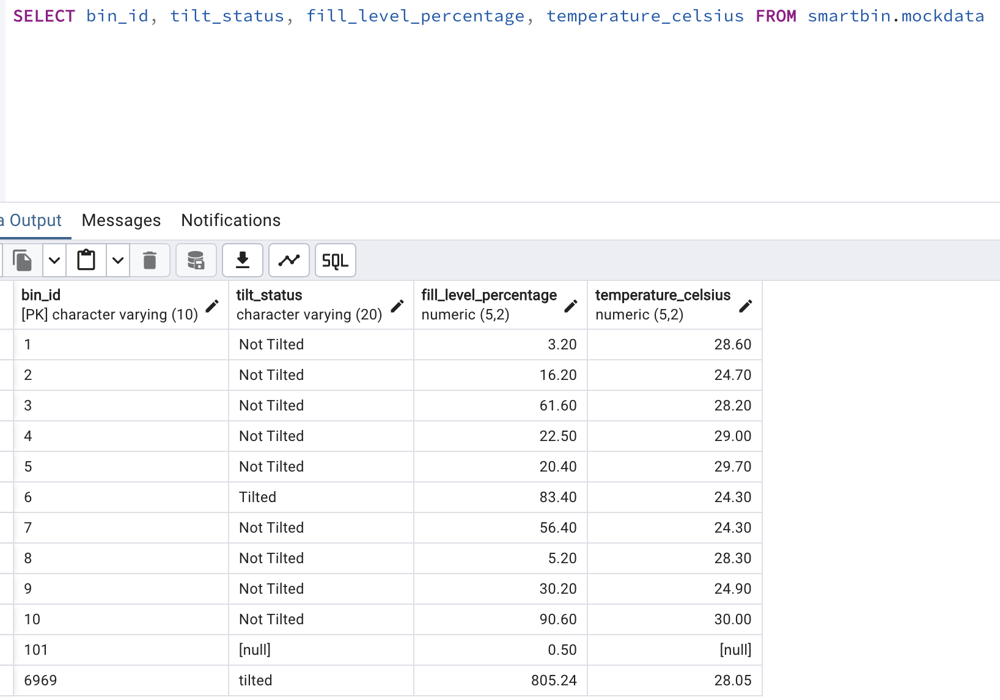 SELECT bin_id, tilt_status, fill_level_percentage, temperature_celsius FROM smartbin.mockdata
a Output Messages Notifications
SQL
bin_id tilt_status fill_level_percentage temperature_celsius
[PK] character varying (10) character varying (20) numeric (5,2) numeric (5,2)
1 Not Tilted 3.20 28.60
2 Not Tilted 16.20 24.70
3 Not Tilted 61.60 28.20
4 Not Tilted 22.50 29.00
5 Not Tilted 20.40 29.70
6 Tilted 83.40 24.30
7 Not Tilted 56.40 24.30
8 Not Tilted 5.20 28.30
9 Not Tilted 30.20 24.90
10 Not Tilted 90.60 30.00
101 [null] 0.50 [null]
6969 tilted 805.24 28.05